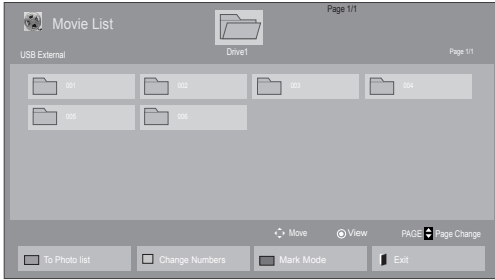 Page 1/1
Movie List
USB External
Drive1
Page 1/1
001
002
003
004
006
Move
View
PAGE
Page Change
To Photo list
Change Numbers
Mark Mode
Exit